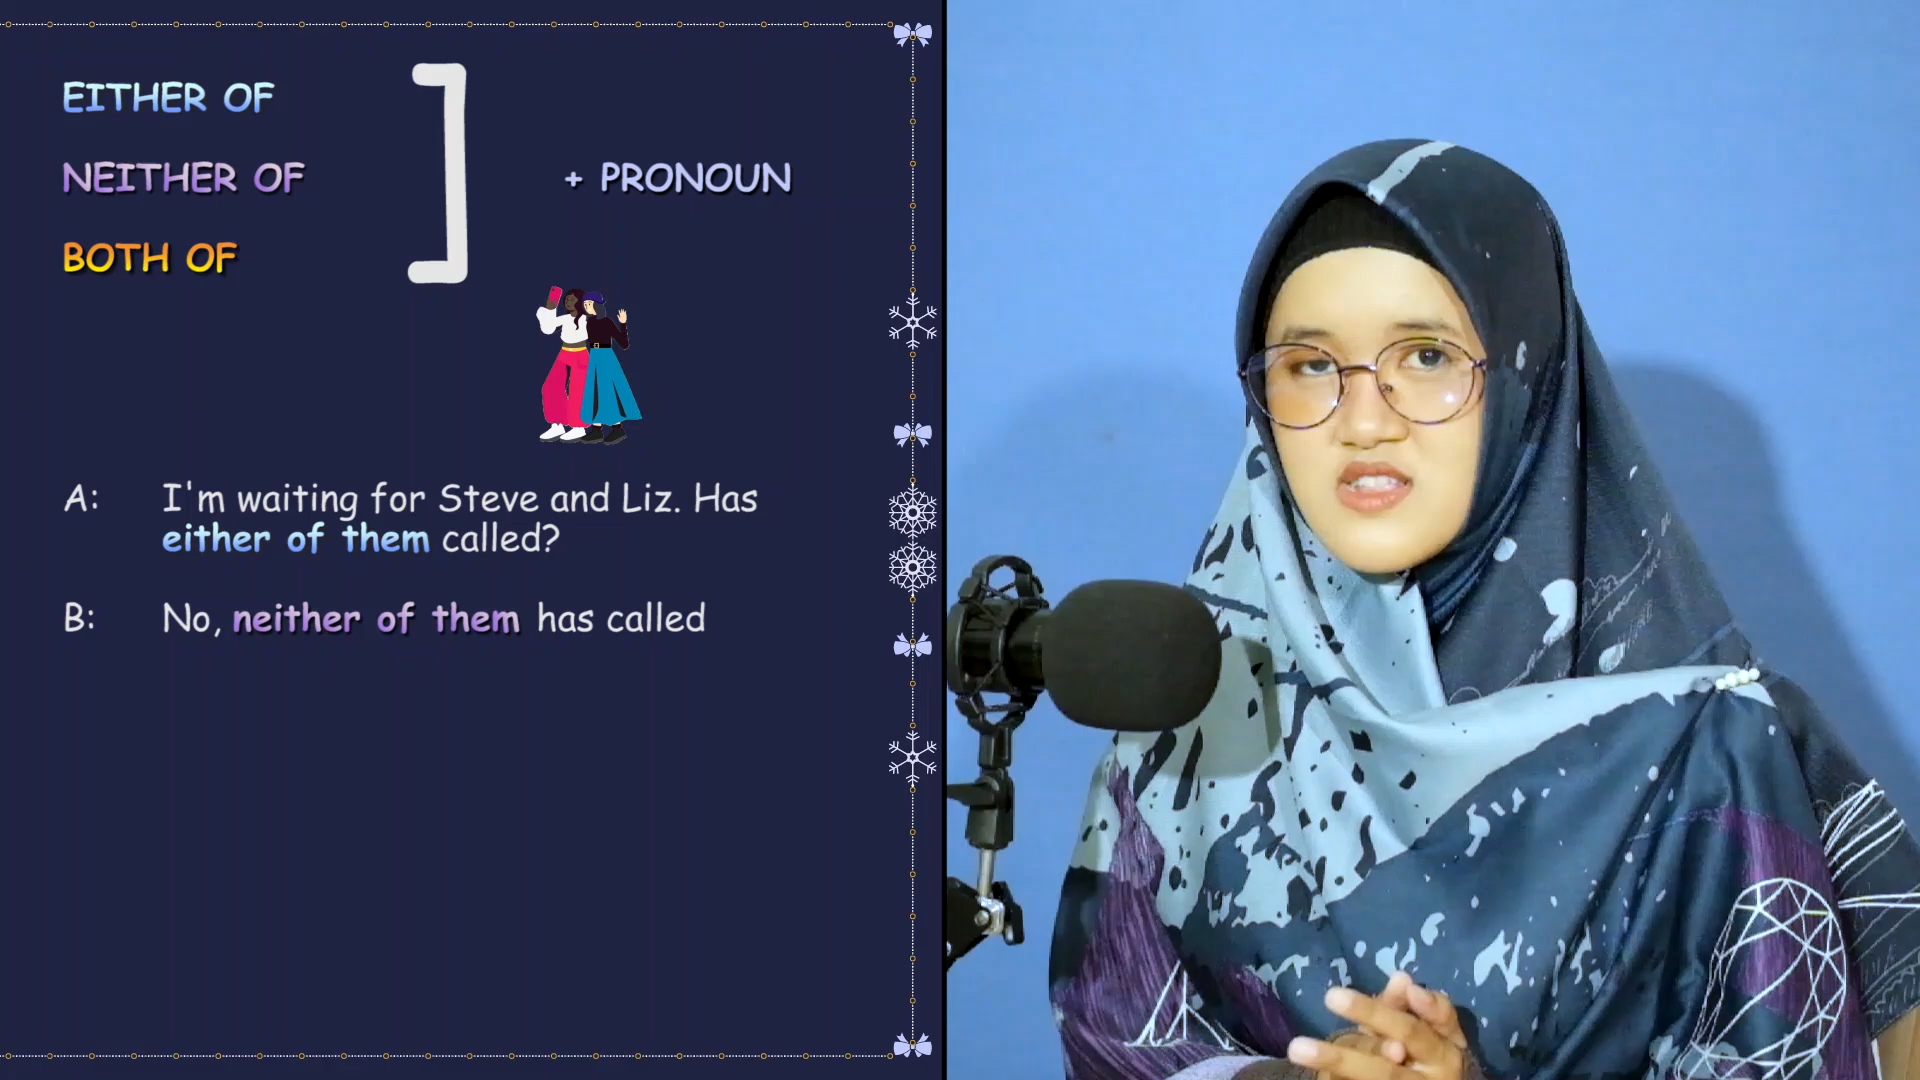 EITHER OF
NEITHER OF
+ PRONOUN
BOTH OF
A: I'm waiting for Steve and Liz. Has
either of them called?
B: No, neither of them has called